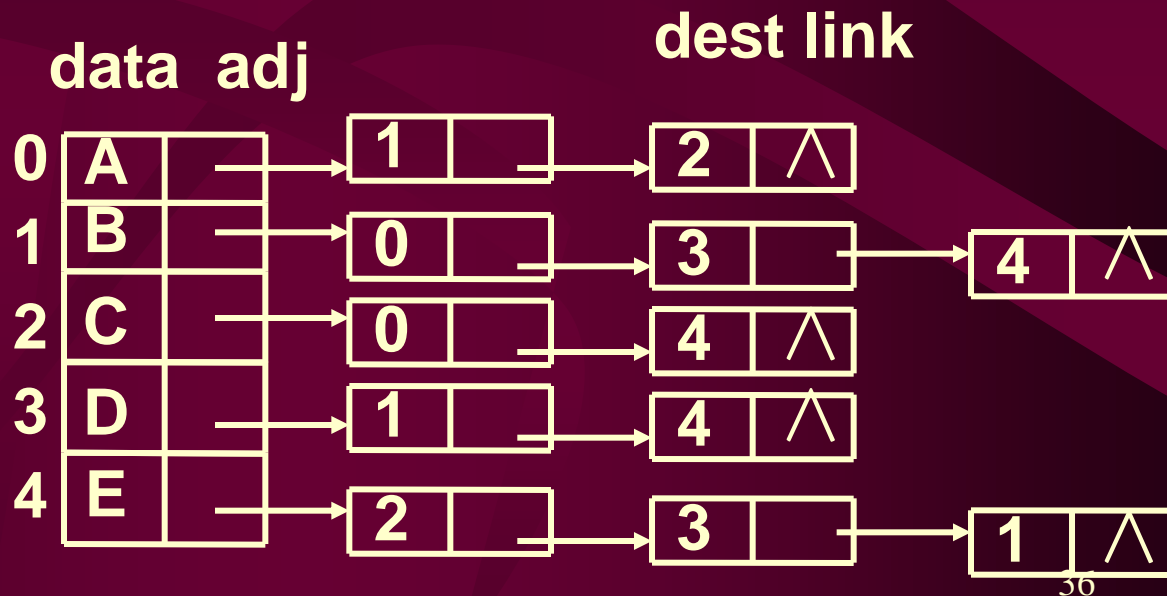 data adj dest link
0 A 1 2 ∧
1 B 0 3 4 ∧
2 C 0 4 ∧
3 D 1 4 ∧
4 E 2 3 1 ∧
36